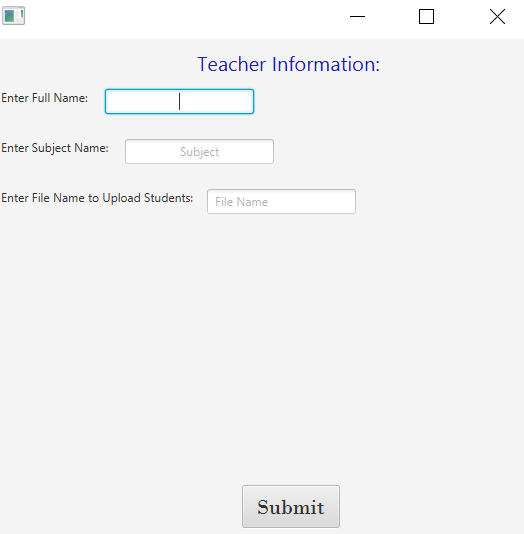 Teacher Information:
Enter Full Name:
Enter Subject Name: Subject
Enter File Name to Upload Students: File Name
Submit